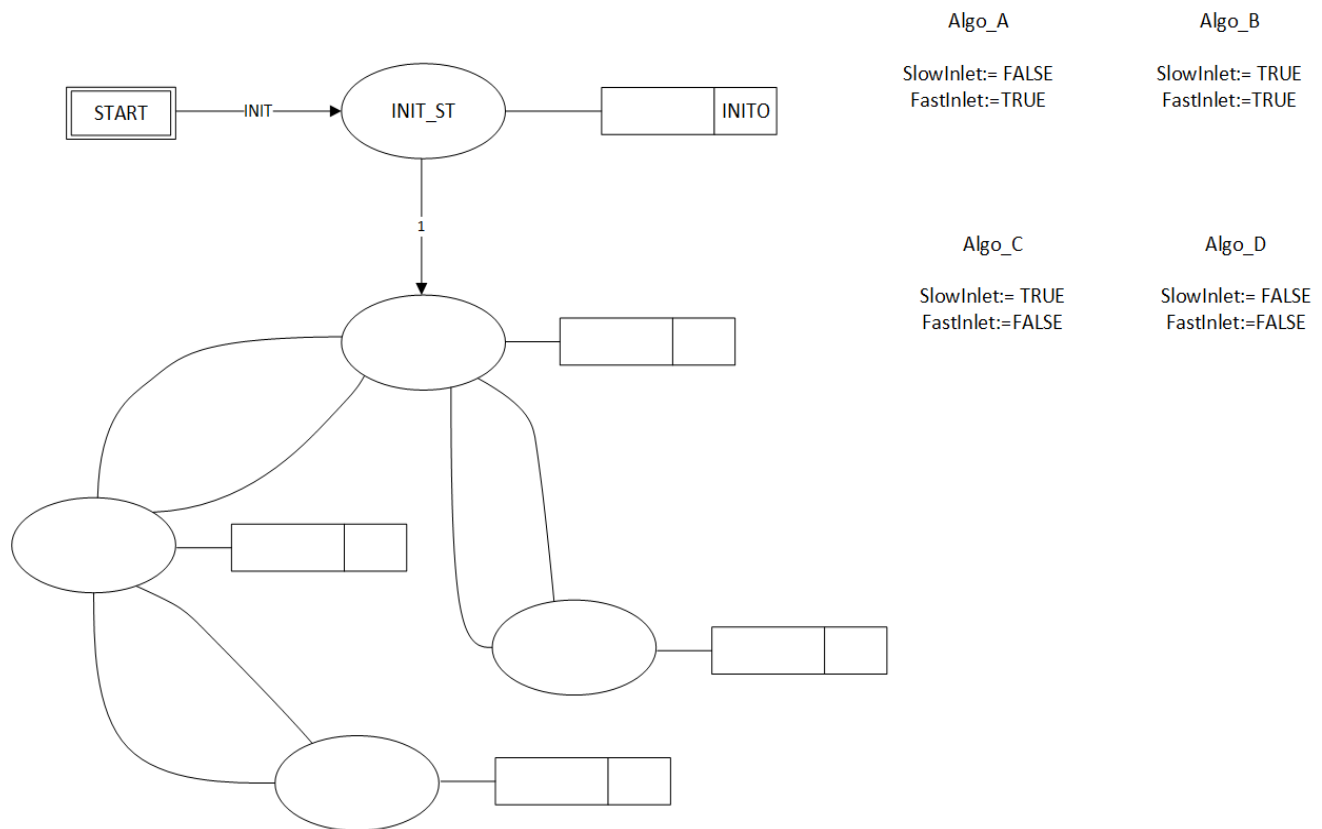 START
INIT
INIT_ST
INITO
1
Algo_A
SlowInlet:= FALSE
FastInlet:=TRUE
Algo_B
SlowInlet:= TRUE
FastInlet:=TRUE
Algo_C
SlowInlet:= TRUE
FastInlet:=FALSE
Algo_D
SlowInlet:= FALSE
FastInlet:=FALSE